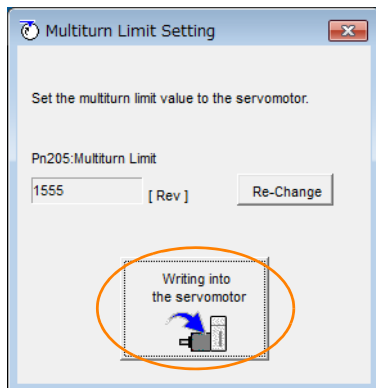 Multiturn Limit Setting
Set the multiturn limit value to the servomotor.
Pn205:Multiturn Limit
1555 [ Rev ] Re-Change
Writing into
the servomotor